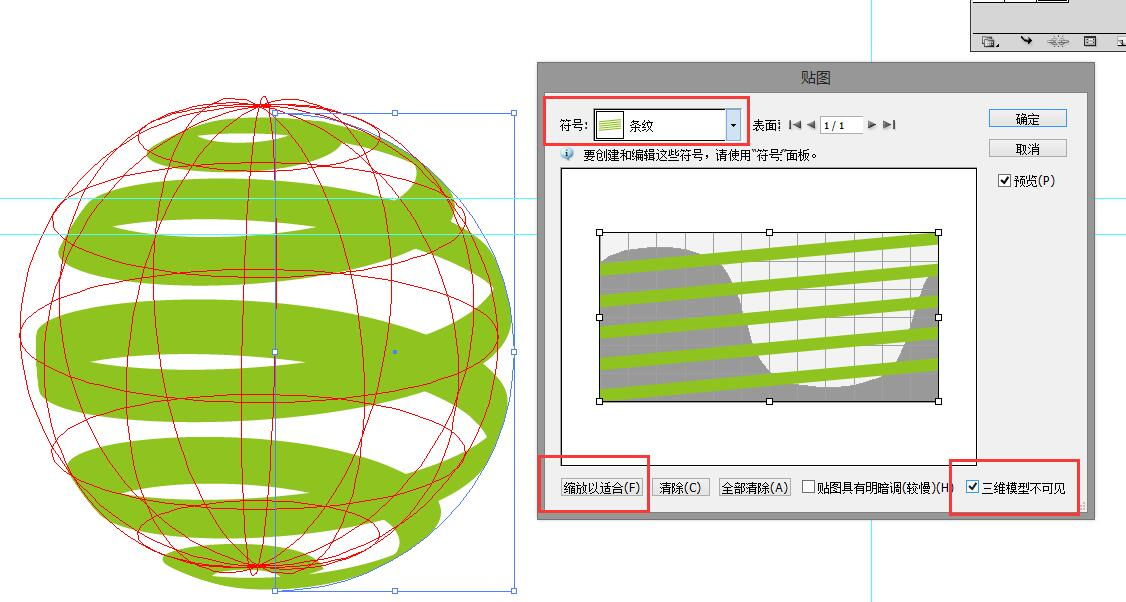 贴图
符号: 条纹 表面: 1 / 1 确定
要创建和编辑这些符号，请使用“符号”面板。 取消
预览(P)
缩放以适合(F) 清除(C) 全部清除(A) 贴图具有明暗调(较慢)(H) 三维模型不可见